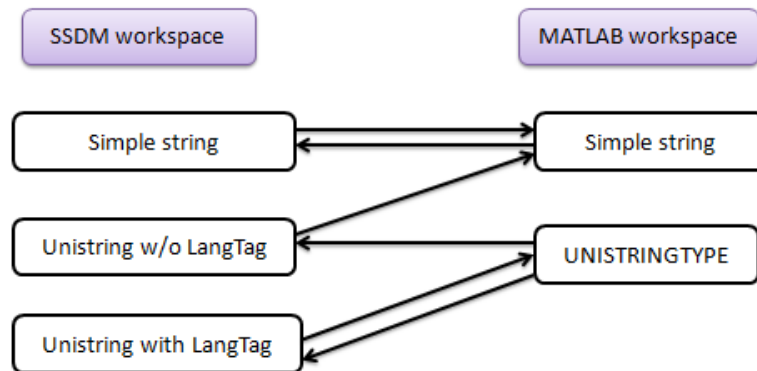 SSDM workspace
MATLAB workspace
Simple string
Simple string
Unistring w/o LangTag
UNISTRINGTYPE
Unistring with LangTag